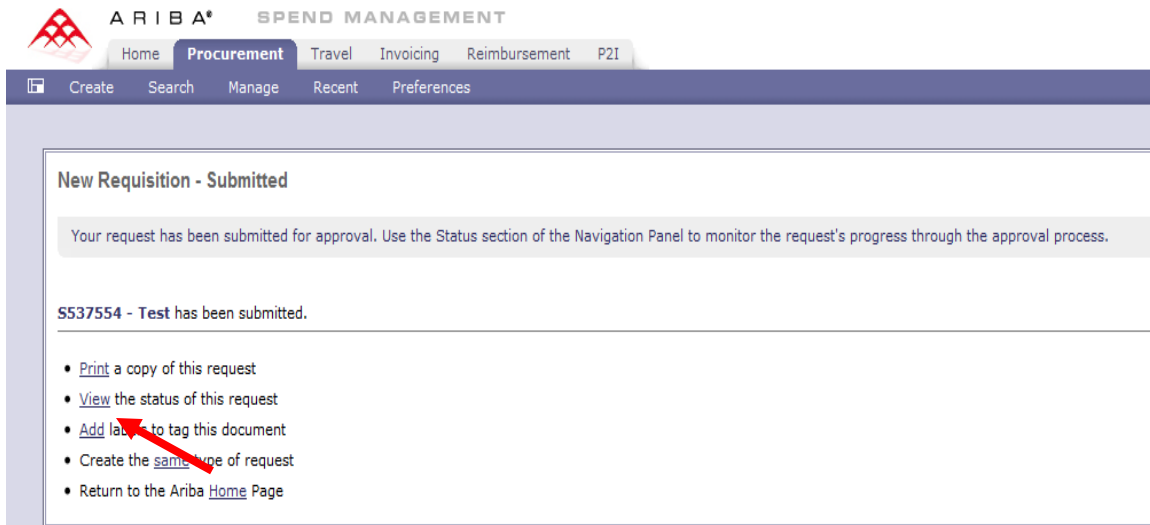 ARIBA® SPEND MANAGEMENT
Home Procurement Travel Invoicing Reimbursement P2I
Create Search Manage Recent Preferences
New Requisition - Submitted
Your request has been submitted for approval. Use the Status section of the Navigation Panel to monitor the request's progress through the approval process.
S537554 - Test has been submitted.
• Print a copy of this request
• View the status of this request
• Add labels to tag this document
• Create the same type of request
• Return to the Ariba Home Page